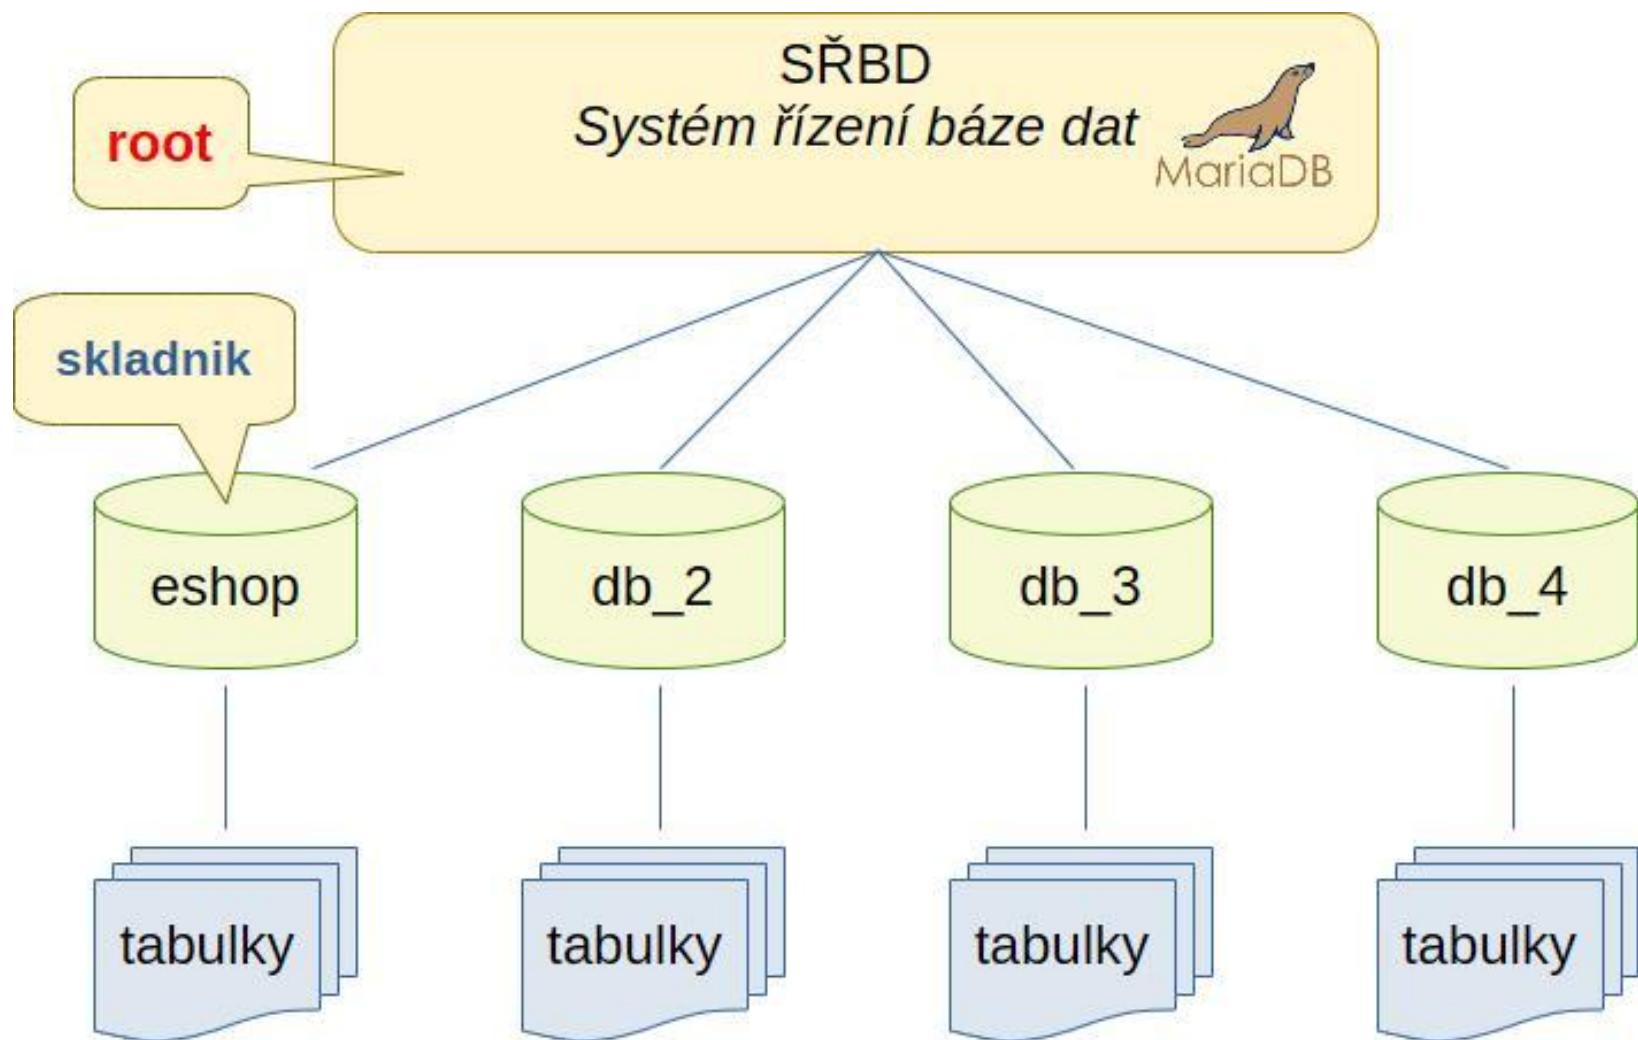 SŘBD
Systém řízení báze dat
MariaDB
root
skladnik
eshop
db_2
db_3
db_4
tabulky
tabulky
tabulky
tabulky